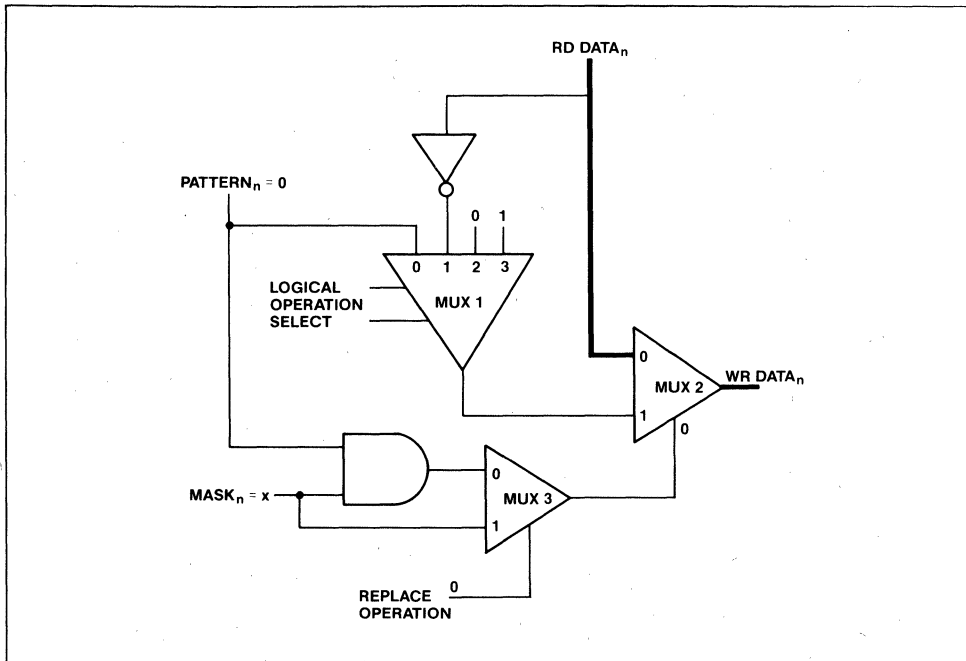 RD DATAn
PATTERNn = 0
0 1
0 1 2 3
LOGICAL
OPERATION
SELECT
MUX 1
0
MUX 2
WR DATAn
1
0
0
MUX 3
MASKn = x
1
0
REPLACE
OPERATION